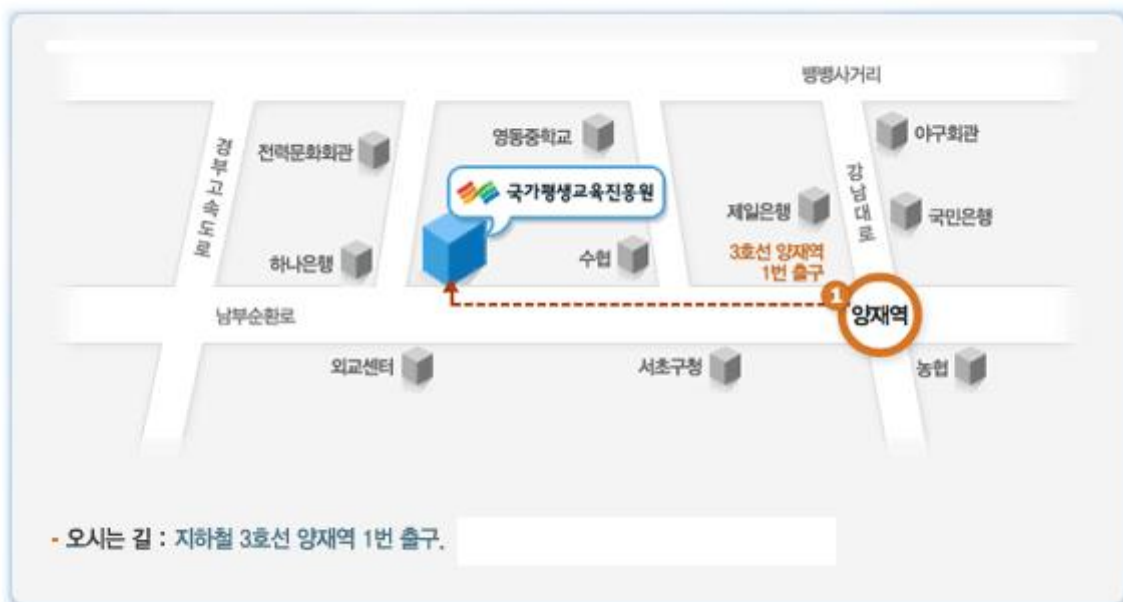 뱅뱅사거리
경부고속도로
전력문화회관
영동중학교
강남대로
야구회관
국가평생교육진흥원
제일은행
국민은행
하나은행
수협
3호선 양재역
1번 출구
1
양재역
남부순환로
외교센터
서초구청
농협
- 오시는 길 : 지하철 3호선 양재역 1번 출구.